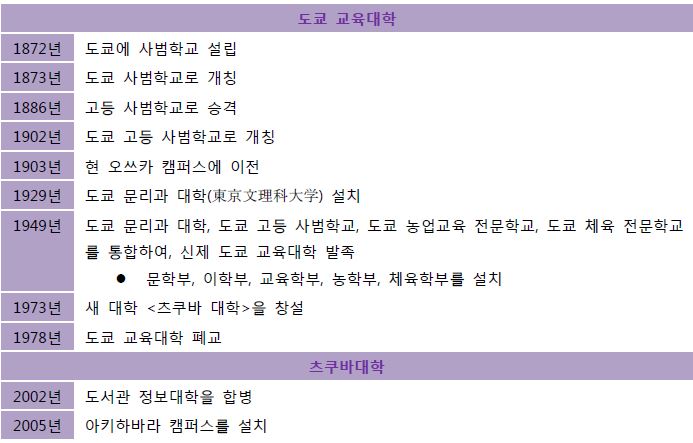 도쿄 교육대학
1872년 도쿄에 사범학교 설립
1873년 도쿄 사범학교로 개칭
1886년 고등 사범학교로 승격
1902년 도쿄 고등 사범학교로 개칭
1903년 현 오쓰카 캠퍼스에 이전
1929년 도쿄 문리과 대학(東京文理科大学) 설치
1949년 도쿄 문리과 대학, 도쿄 고등 사범학교, 도쿄 농업교육 전문학교, 도쿄 체육 전문학교
를 통합하여, 신제 도쿄 교육대학 발족
● 문학부, 이학부, 교육학부, 농학부, 체육학부를 설치
1973년 새 대학 <츠쿠바 대학>을 창설
1978년 도쿄 교육대학 폐교
츠쿠바대학
2002년 도서관 정보대학을 합병
2005년 아키하바라 캠퍼스를 설치